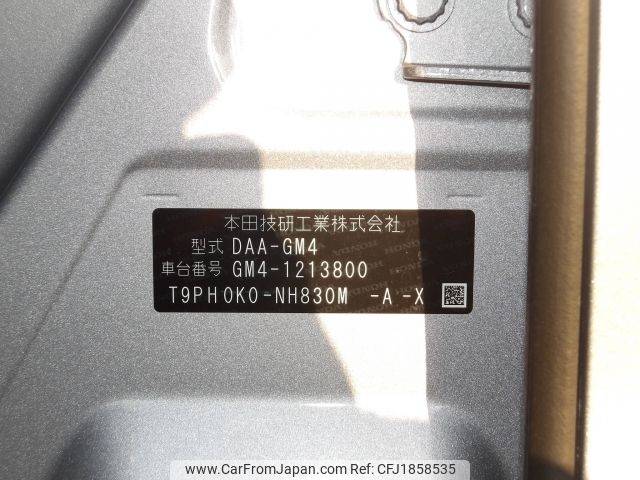 本田技研工業株式会社
型式 DAA-GM4
車台番号 GM4-1213800
T9PH0K0-NH830M -A -X
www.CarFromJapan.com - Copyright © CFJ1858535